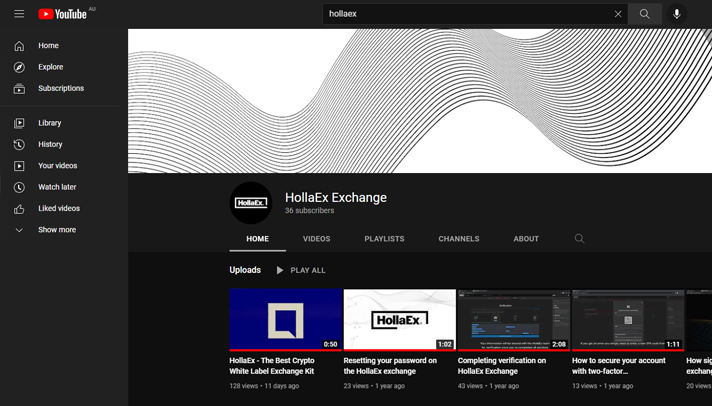 YouTube AU
hollaex
Home
Explore
Subscriptions
Library
History
Your videos
Watch later
Liked videos
Show more
HollaEx.
HollaEx Exchange
36 subscribers
HOME VIDEOS PLAYLISTS CHANNELS ABOUT
Uploads PLAY ALL
0:50
HollaEx.
1:02
2:08
1:11
HollaEx - The Best Crypto
White Label Exchange Kit
128 views • 11 days ago
Resetting your password on
the HollaEx exchange
23 views • 1 year ago
Completing verification on
HollaEx Exchange
43 views • 1 year ago
How to secure your account
with two-factor...
13 views • 1 year ago
How sig
exchang
20 views